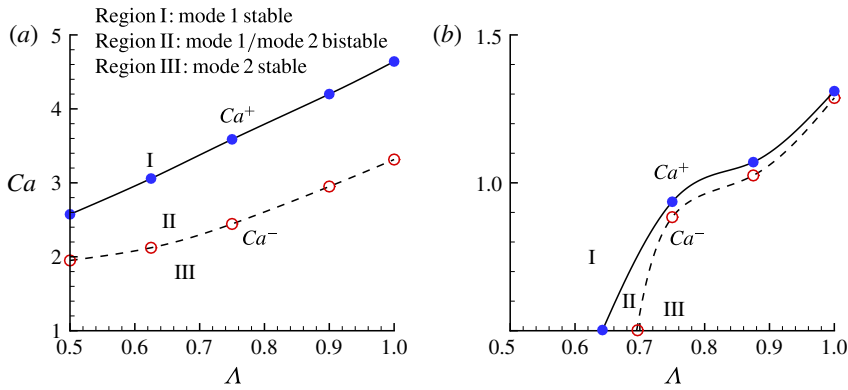 Region I: mode 1 stable
(a) 5 Region II: mode 1/mode 2 bistable (b) 1.5
Region III: mode 2 stable
4
Ca⁺
I
Ca 3
II
Ca⁻
2
III
1
0.5 0.6 0.7 0.8 0.9 1.0
Λ
1.0
Ca⁺
Ca⁻
I
II III
0.5 0.6 0.7 0.8 0.9 1.0
Λ